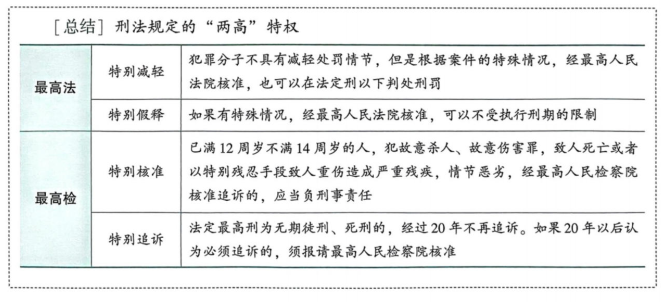 [总结] 刑法规定的“两高”特权
最高法
特别减轻
犯罪分子不具有减轻处罚情节，但是根据案件的特殊情况，经最高人民
法院核准，也可以在法定刑以下判处刑罚
特别假释
如果有特殊情况，经最高人民法院核准，可以不受执行刑期的限制
最高检
特别核准
已满 12 周岁不满 14 周岁的人，犯故意杀人、故意伤害罪，致人死亡或者
以特别残忍手段致人重伤造成严重残疾，情节恶劣，经最高人民检察院
核准追诉的，应当负刑事责任
特别追诉
法定最高刑为无期徒刑、死刑的，经过 20 年不再追诉。如果 20 年以后认
为必须追诉的，须报请最高人民检察院核准